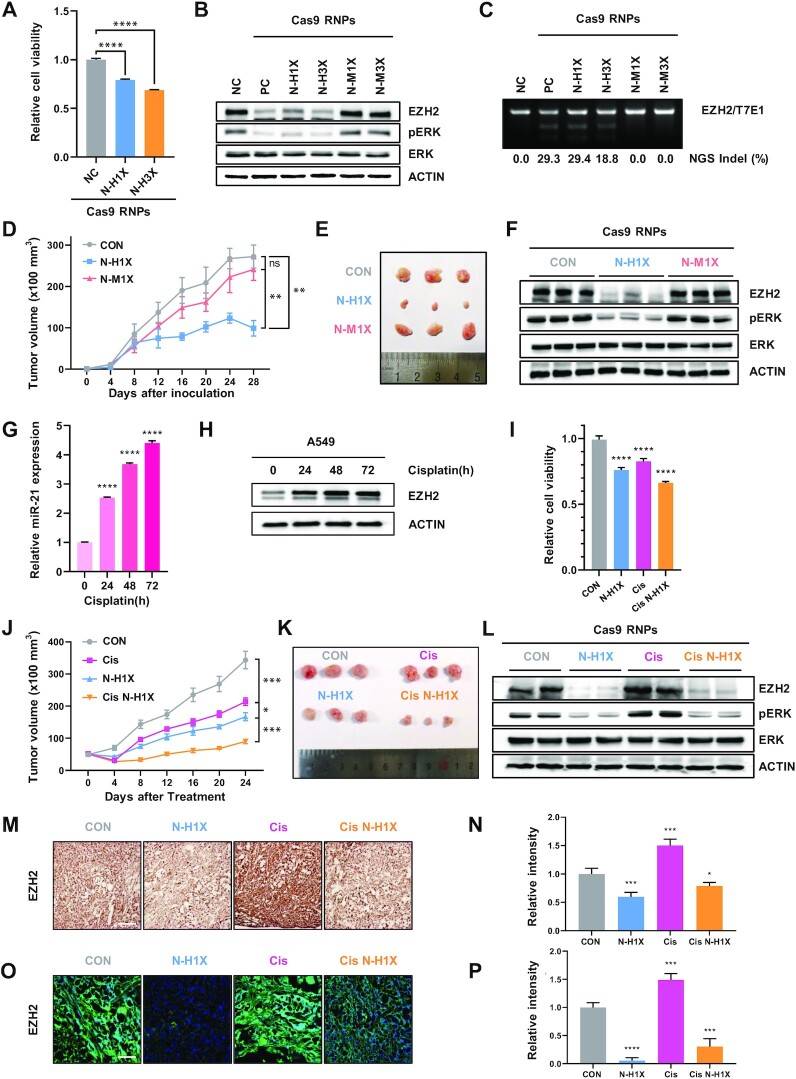 A
Relative cell viability
1.5
1.0
0.5
0.0
****
****
NC
N-H1X
N-H3X
Cas9 RNPs
B
Cas9 RNPs
NC
PC
N-H1X
N-H3X
N-M1X
N-M3X
EZH2
pERK
ERK
ACTIN
C
Cas9 RNPs
NC
PC
N-H1X
N-H3X
N-M1X
N-M3X
EZH2/T7E1
0.0 29.3 29.4 18.8 0.0 0.0 NGS Indel (%)
D
Tumor volume (x100 mm³)
300
200
100
0
CON
N-H1X
N-M1X
ns
**
**
0 4 8 12 16 20 24 28
Days after inoculation
E
CON
N-H1X
N-M1X
1 2 3 4 5
F
Cas9 RNPs
CON N-H1X N-M1X
EZH2
pERK
ERK
ACTIN
G
Relative miR-21 expression
5
4
3
2
1
0
****
****
****
0 24 48 72
Cisplatin(h)
H
A549
0 24 48 72 Cisplatin(h)
EZH2
ACTIN
I
Relative cell viability
1.0
0.5
0.0
****
****
****
CON
N-H1X
Cis
Cis N-H1X
J
Tumor volume (x100 mm³)
400
300
200
100
0
CON
Cis
N-H1X
Cis N-H1X
***
*
***
0 4 8 12 16 20 24
Days after Treatment
K
CON Cis
N-H1X Cis N-H1X
L
Cas9 RNPs
CON N-H1X Cis Cis N-H1X
EZH2
pERK
ERK
ACTIN
M
CON N-H1X Cis Cis N-H1X
EZH2
N
Relative intensity
2.0
1.5
1.0
0.5
0.0
***
***
*
CON N-H1X Cis Cis N-H1X
O
CON N-H1X Cis Cis N-H1X
EZH2
P
Relative intensity
2.0
1.5
1.0
0.5
0.0
****
***
***
CON N-H1X Cis Cis N-H1X